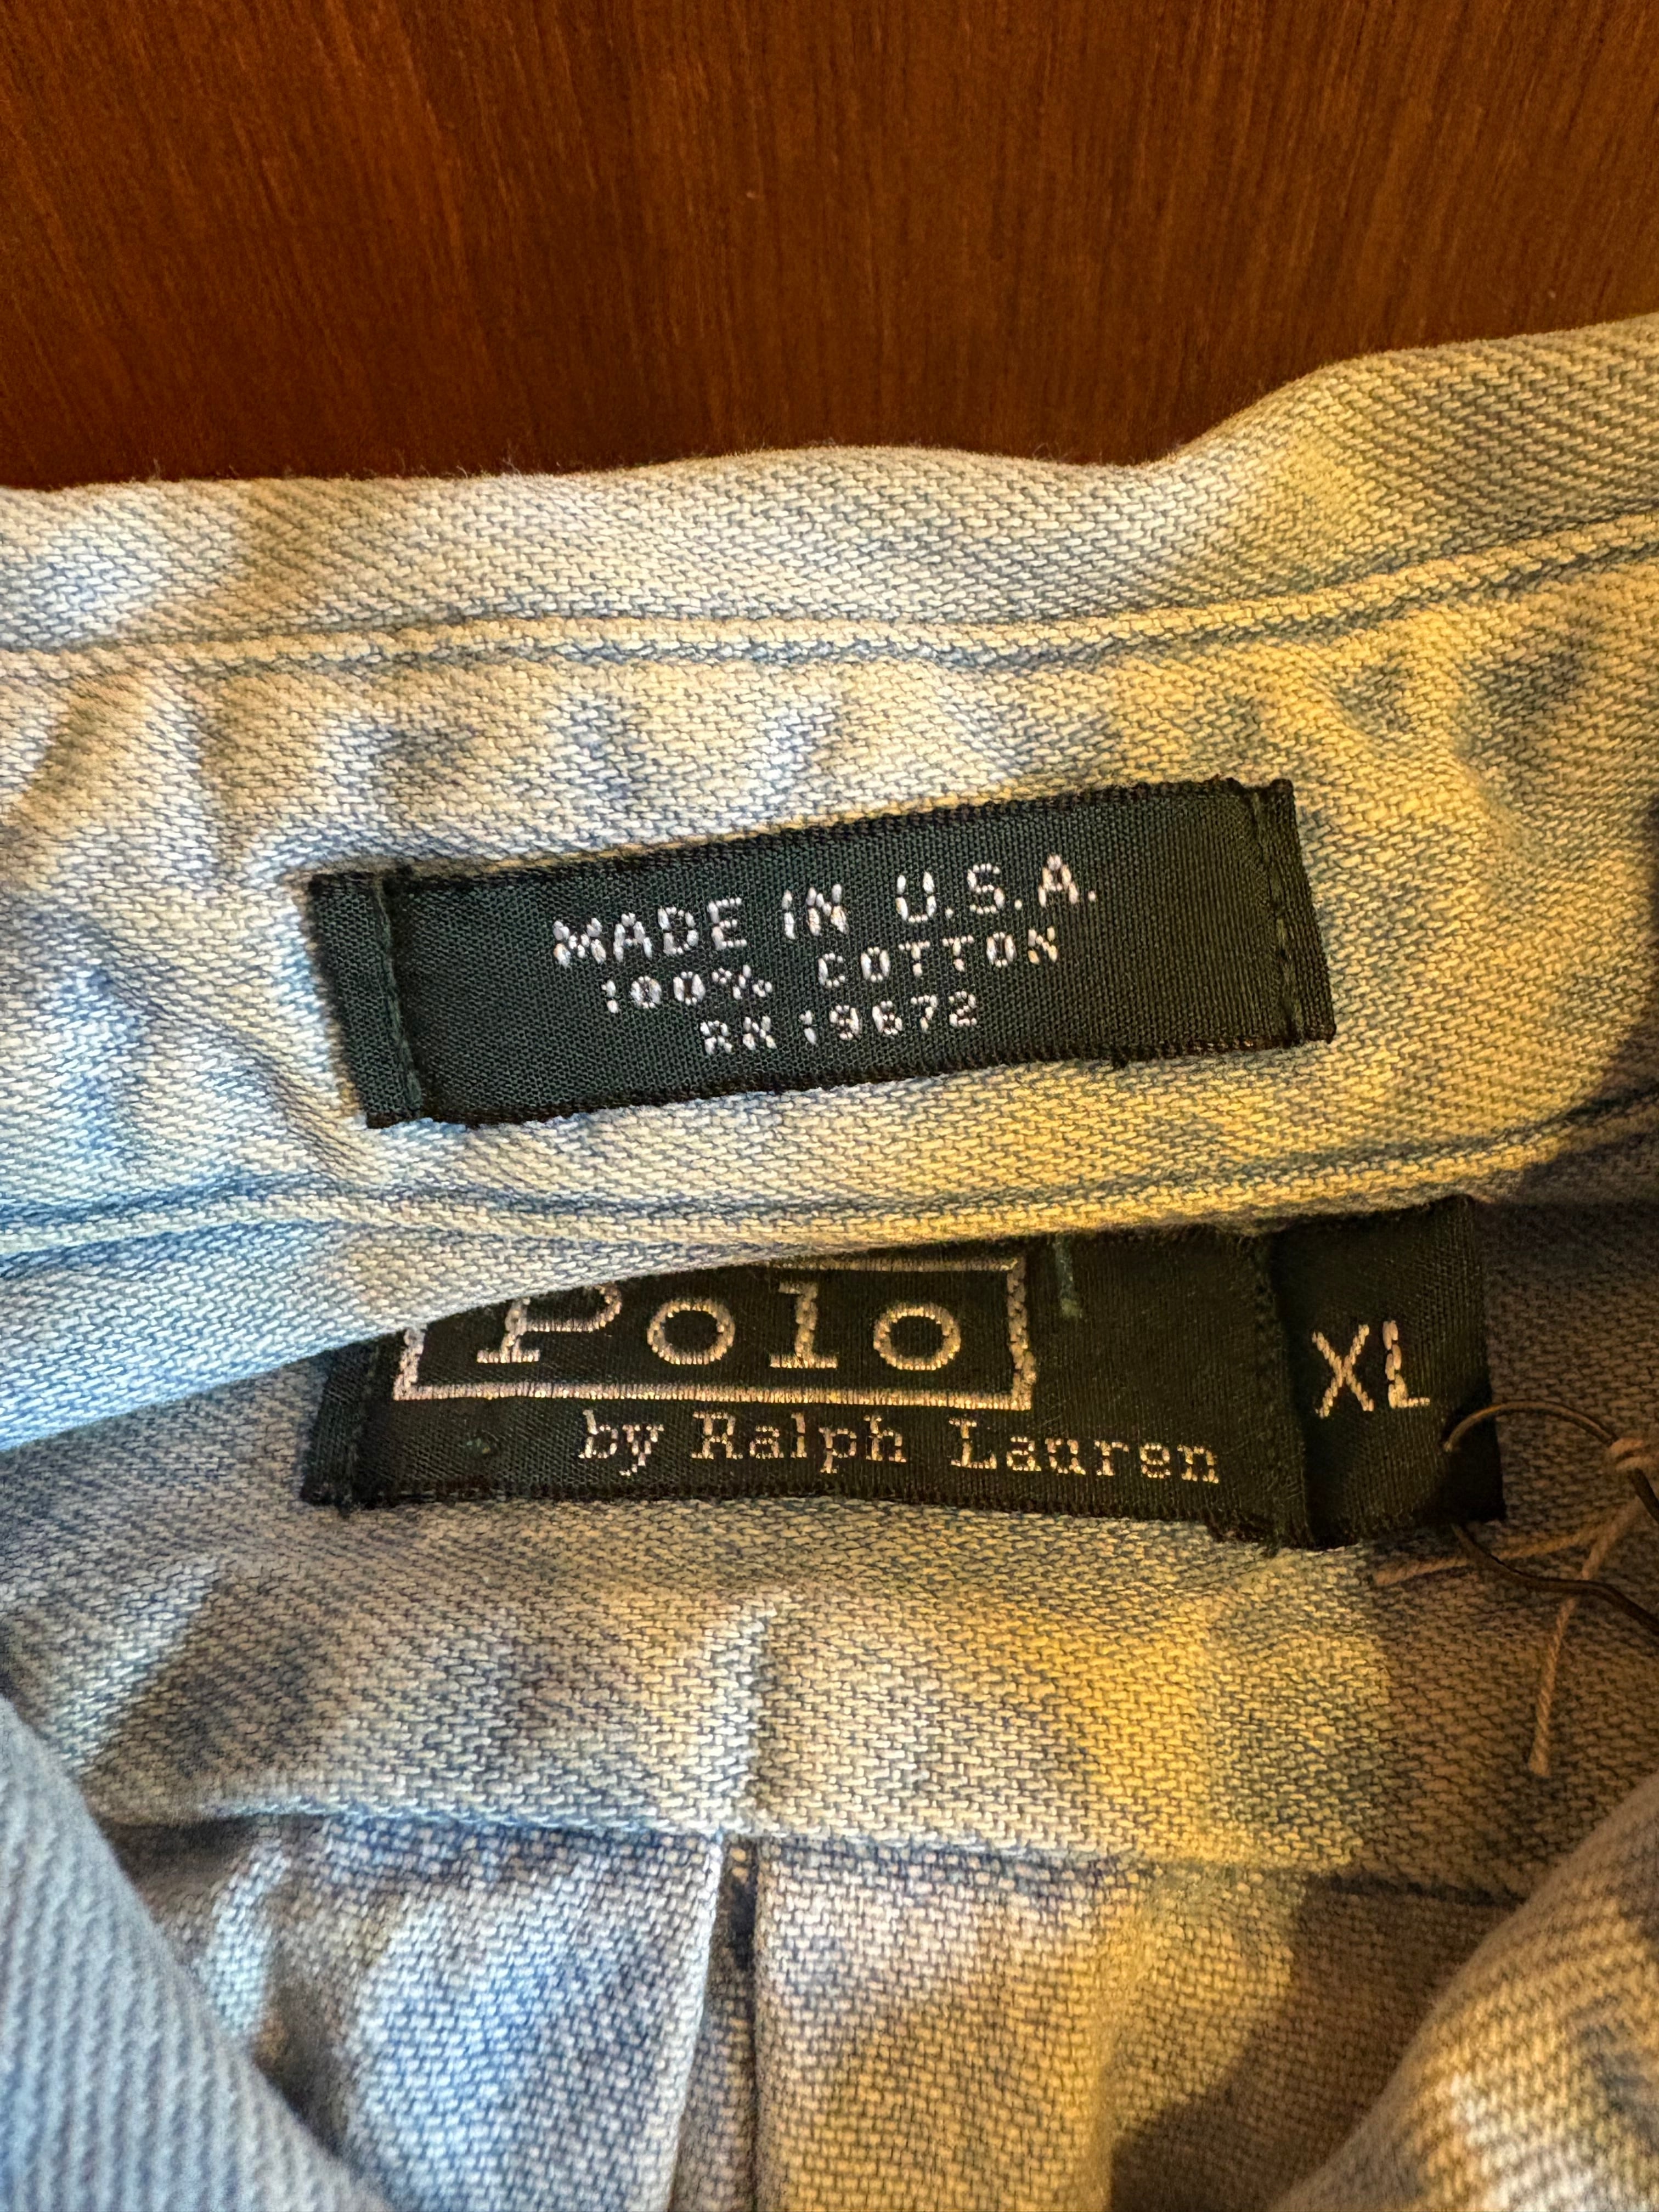 MADE IN U.S.A.
100% COTTON
RN 19672
Polo
by Ralph Lauren
XL